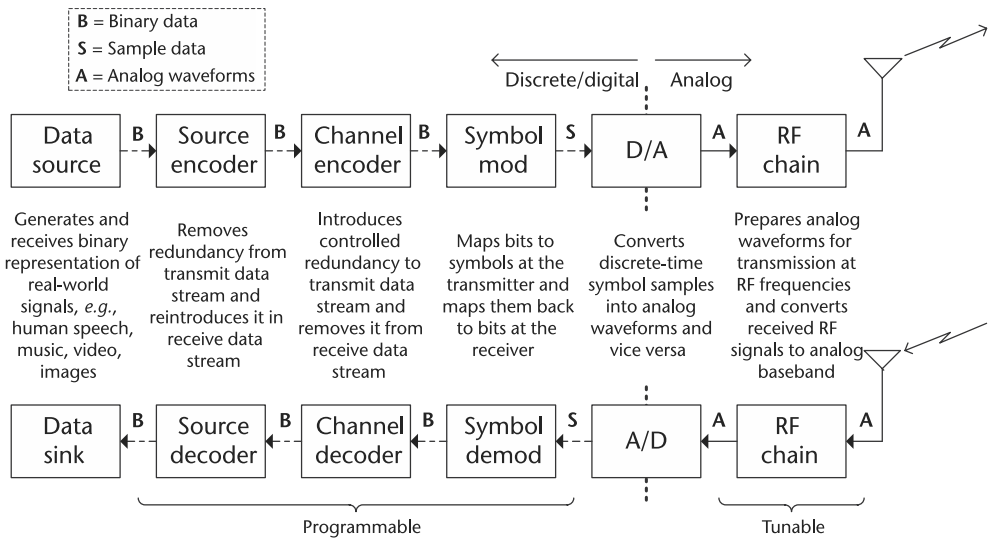 B = Binary data
S = Sample data
A = Analog waveforms
Discrete/digital
Analog
Data
source
B
Source
encoder
B
Channel
encoder
B
Symbol
mod
S
D/A
A
RF
chain
A
Generates and
receives binary
representation of
real-world
signals, e.g.,
human speech,
music, video,
images
Removes
redundancy from
transmit data
stream and
reintroduces it in
receive data
stream
Introduces
controlled
redundancy to
transmit data
stream and
removes it from
receive data
stream
Maps bits to
symbols at the
transmitter and
maps them back
to bits at the
receiver
Converts
discrete-time
symbol samples
into analog
waveforms and
vice versa
Prepares analog
waveforms for
transmission at
RF frequencies
and converts
received RF
signals to analog
baseband
Data
sink
B
Source
decoder
B
Channel
decoder
B
Symbol
demod
S
A/D
A
RF
chain
A
Programmable
Tunable